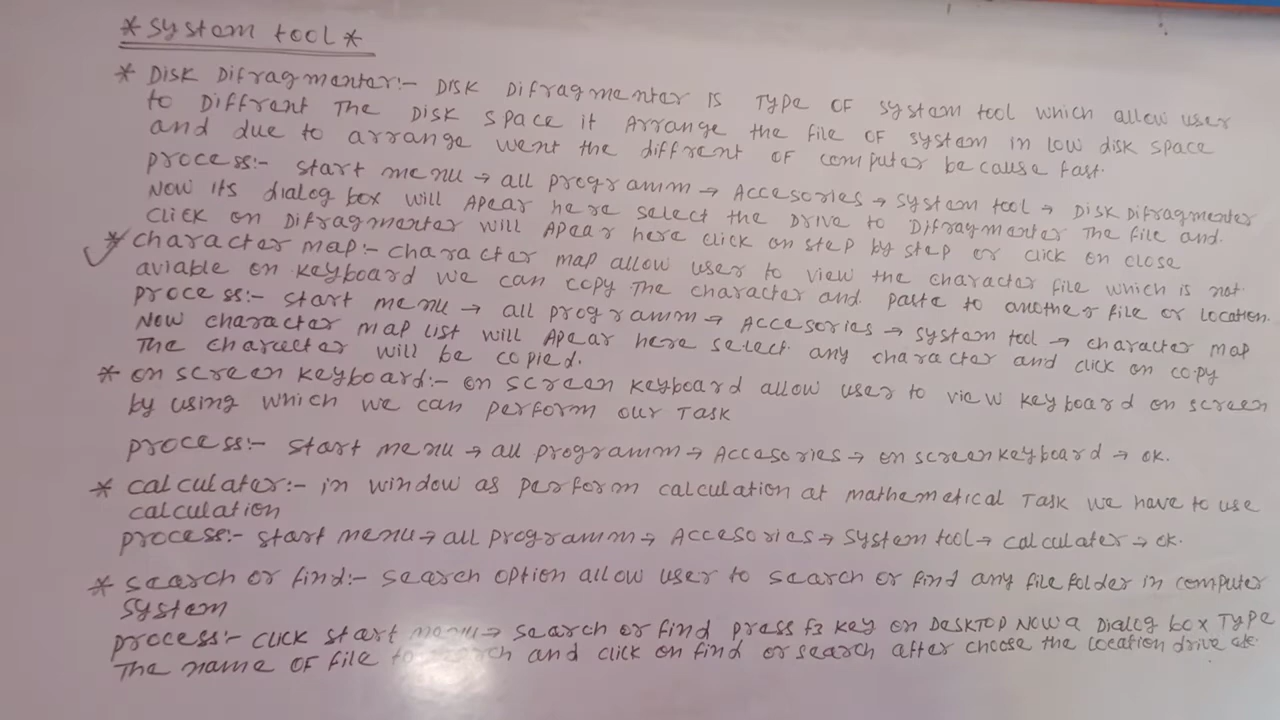 * System tool *
* Disk Difragmenter:- Disk Difragmenter is Type of system tool which allow user
to Diffrent The Disk space it Arrange the file of system in low disk space
and due to arrange went the diffrent of computer be cause fast.
process:- start menu → all programm → Accesories → system tool → Disk Difragmenter
Now its dialog box will Apear here select the Drive to Difragmenter The file and.
click on Difragmenter will Apear here click on step by step or click on close
* character map:- character map allow user to view the character file which is not.
aviable on keyboard we can copy The character and paste to another file or location.
process:- start menu → all programm → Accesories → system tool → character map
Now character map list will Apear here select any character and click on copy
The charecter will be copied.
* on screen keyboard:- on screen keyboard allow user to view keyboard on screen
by using which we can perform our Task
process:- start menu → all programm → Accesories → on screen keyboard → ok.
* calculater:- in window as perform calculation at mathemetical Task we have to use
calculation
process:- start menu → all programm → Accesories → system tool → calculater → ok.
* search or find:- search option allow user to search or find any file folder in computer
system
process:- click start menu → search or find press f3 key on Desktop Now a Dialog box Type
The name of file to and click on find or search after choose the location drive